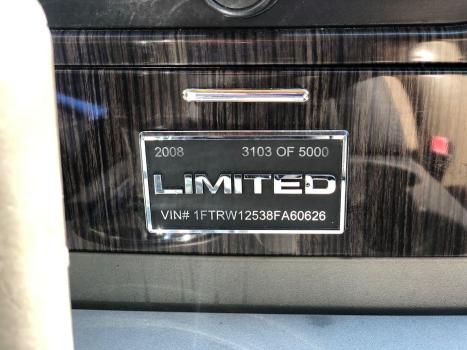 2008 3103 OF 5000
LIMITED
VIN# 1FTRW12538FA60626